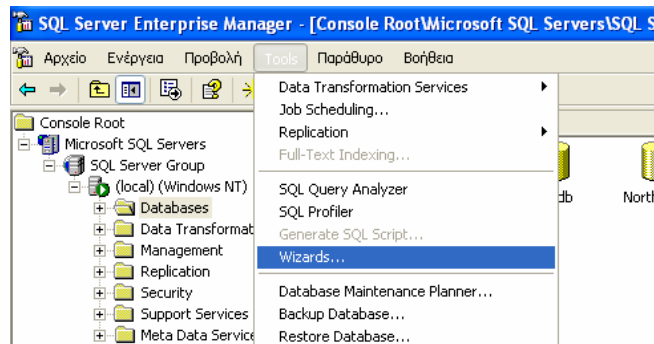 SQL Server Enterprise Manager - [Console Root\Microsoft SQL Servers\SQL S
Αρχείο Ενέργεια Προβολή Tools Παράθυρο Βοήθεια
Data Transformation Services
Job Scheduling...
Replication
Full-Text Indexing...
SQL Query Analyzer
SQL Profiler
Generate SQL Script...
Wizards...
Database Maintenance Planner...
Backup Database...
Restore Database...
Console Root
Microsoft SQL Servers
SQL Server Group
(local) (Windows NT)
Databases
Data Transformat
Management
Replication
Security
Support Services
Meta Data Service
db
North